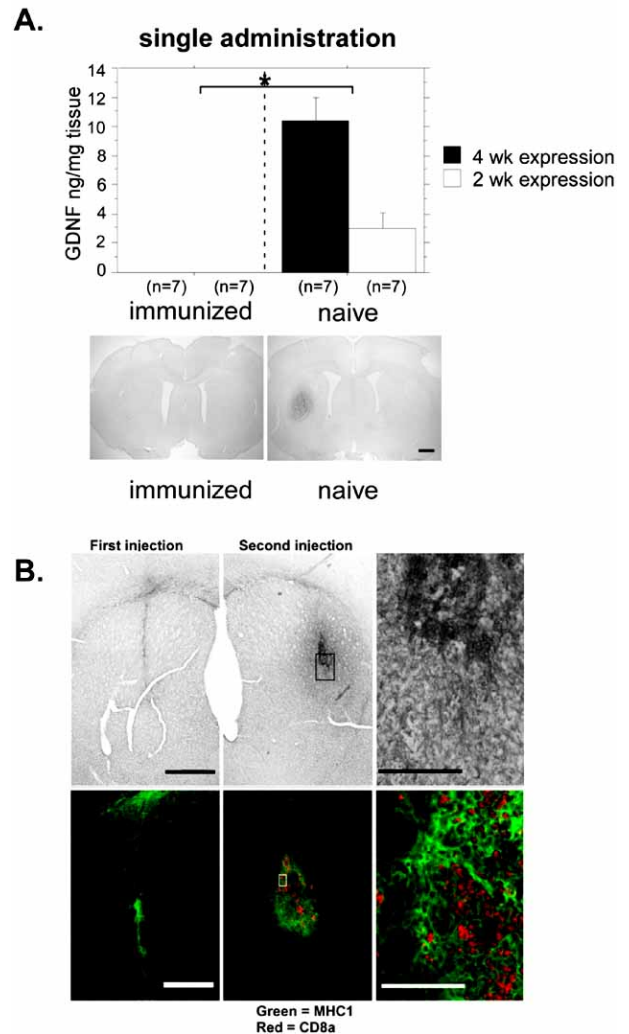 A.
single administration
14
12
10
8
6
4
2
0
GDNF ng/mg tissue
*
4 wk expression
2 wk expression
(n=7) (n=7) (n=7) (n=7)
immunized naive
immunized naive
B.
First injection Second injection
Green = MHC1
Red = CD8a